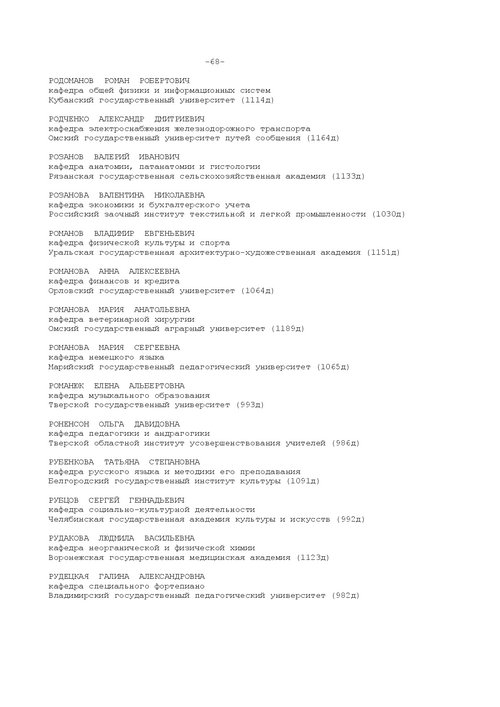 -68-
РОДОМАНОВ РОМАН РОБЕРТОВИЧ
кафедра общей физики и информационных систем
Кубанский государственный университет (1114д)
РОДЧЕНКО АЛЕКСАНДР ДМИТРИЕВИЧ
кафедра электроснабжения железнодорожного транспорта
Омский государственный университет путей сообщения (1164д)
РОЗАНОВ ВАЛЕРИЙ ИВАНОВИЧ
кафедра анатомии, патанатомии и гистологии
Рязанская государственная сельскохозяйственная академия (1133д)
РОЗАНОВА ВАЛЕНТИНА НИКОЛАЕВНА
кафедра экономики и бухгалтерского учета
Российский заочный институт текстильной и легкой промышленности (1030д)
РОМАНОВ ВЛАДИМИР ЕВГЕНЬЕВИЧ
кафедра физической культуры и спорта
Уральская государственная архитектурно-художественная академия (1151д)
РОМАНОВА АННА АЛЕКСЕЕВНА
кафедра финансов и кредита
Орловский государственный университет (1064д)
РОМАНОВА МАРИЯ АНАТОЛЬЕВНА
кафедра ветеринарной хирургии
Омский государственный аграрный университет (1189д)
РОМАНОВА МАРИЯ СЕРГЕЕВНА
кафедра немецкого языка
Марийский государственный педагогический университет (1065д)
РОМАНЮК ЕЛЕНА АЛЬБЕРТОВНА
кафедра музыкального образования
Тверской государственный университет (993д)
РОНЕНСОН ОЛЬГА ДАВИДОВНА
кафедра педагогики и андрагогики
Тверской областной институт усовершенствования учителей (986д)
РУБЕНКОВА ТАТЬЯНА СТЕПАНОВНА
кафедра русского языка и методики его преподавания
Белгородский государственный институт культуры (1091д)
РУБЦОВ СЕРГЕЙ ГЕННАДЬЕВИЧ
кафедра социально-культурной деятельности
Челябинская государственная академия культуры и искусств (992д)
РУДАКОВА ЛЮДМИЛА ВАСИЛЬЕВНА
кафедра неорганической и физической химии
Воронежская государственная медицинская академия (1123д)
РУДЕЦКАЯ ГАЛИНА АЛЕКСАНДРОВНА
кафедра специального фортепиано
Владимирский государственный педагогический университет (982д)